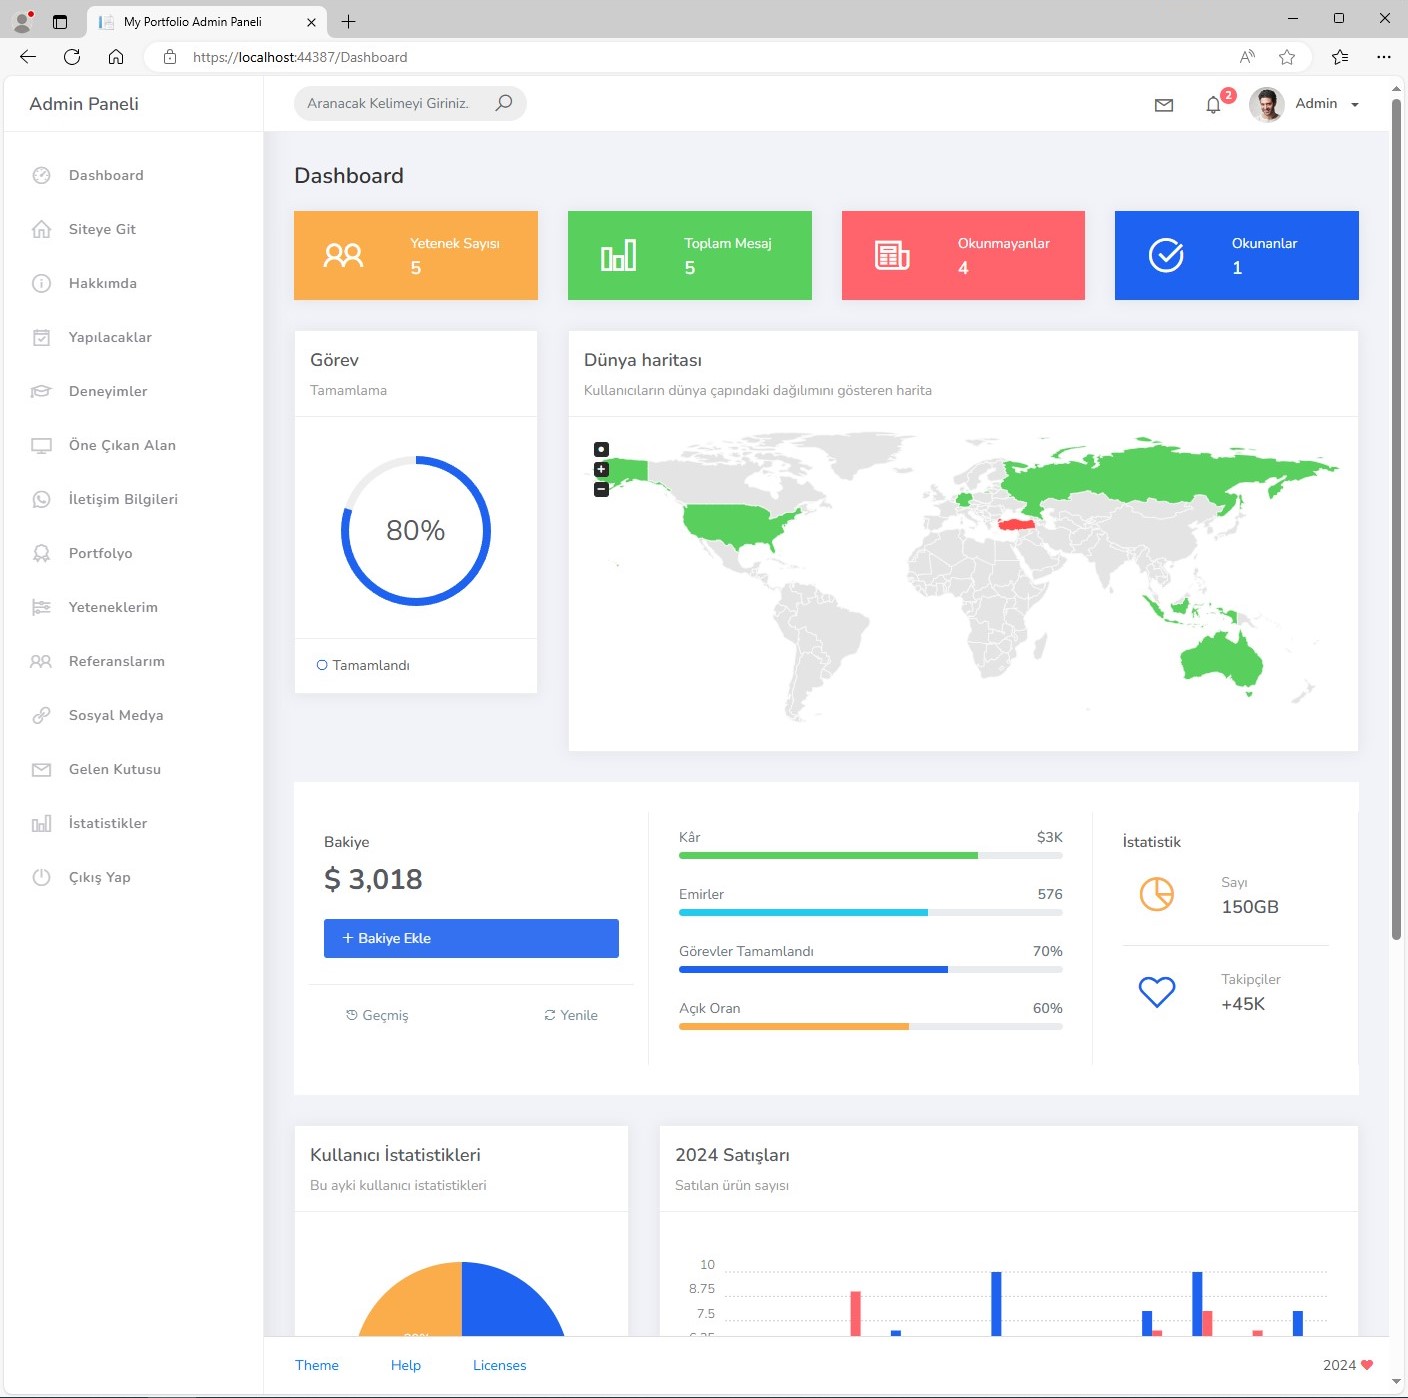 My Portfolio Admin Paneli
https://localhost:44387/Dashboard
Admin Paneli
Aranacak Kelimeyi Giriniz.
2
Admin
Dashboard
Siteye Git
Hakkımda
Yapılacaklar
Deneyimler
Öne Çıkan Alan
İletişim Bilgileri
Portfolyo
Yeteneklerim
Referanslarım
Sosyal Medya
Gelen Kutusu
İstatistikler
Çıkış Yap
Dashboard
Yetenek Sayısı
5
Toplam Mesaj
5
Okunmayanlar
4
Okunanlar
1
Görev
Tamamlama
80%
Tamamlandı
Dünya haritası
Kullanıcıların dünya çapındaki dağılımını gösteren harita
Bakiye
$ 3,018
+ Bakiye Ekle
Geçmiş
Yenile
Kâr $3K
Emirler 576
Görevler Tamamlandı 70%
Açık Oran 60%
İstatistik
Sayı
150GB
Takipçiler
+45K
Kullanıcı İstatistikleri
Bu ayki kullanıcı istatistikleri
2024 Satışları
Satılan ürün sayısı
10
8.75
7.5
Theme Help Licenses
2024